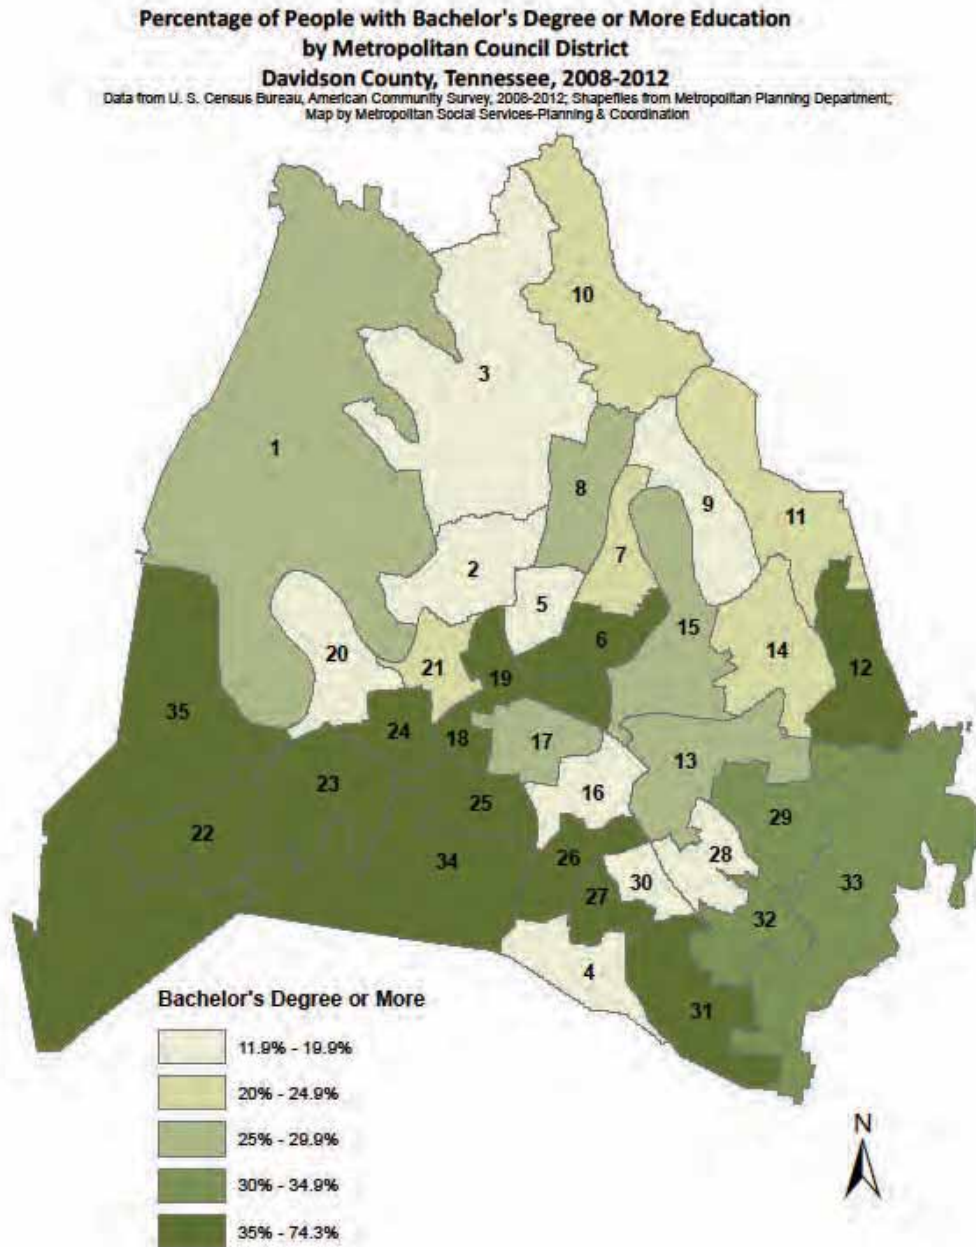 Percentage of People with Bachelor's Degree or More Education
by Metropolitan Council District
Davidson County, Tennessee, 2008-2012
Data from U. S. Census Bureau, American Community Survey, 2008-2012; Shapefiles from Metropolitan Planning Department;
Map by Metropolitan Social Services-Planning & Coordination
10
3
1
8
9
11
7
2
5
15
6
20
14
21
12
19
35
24
18
17
13
23
16
25
29
22
26
28
34
33
30
27
32
4
31
Bachelor's Degree or More
11.9% - 19.9%
20% - 24.9%
25% - 29.9%
30% - 34.9%
35% - 74.3%
N